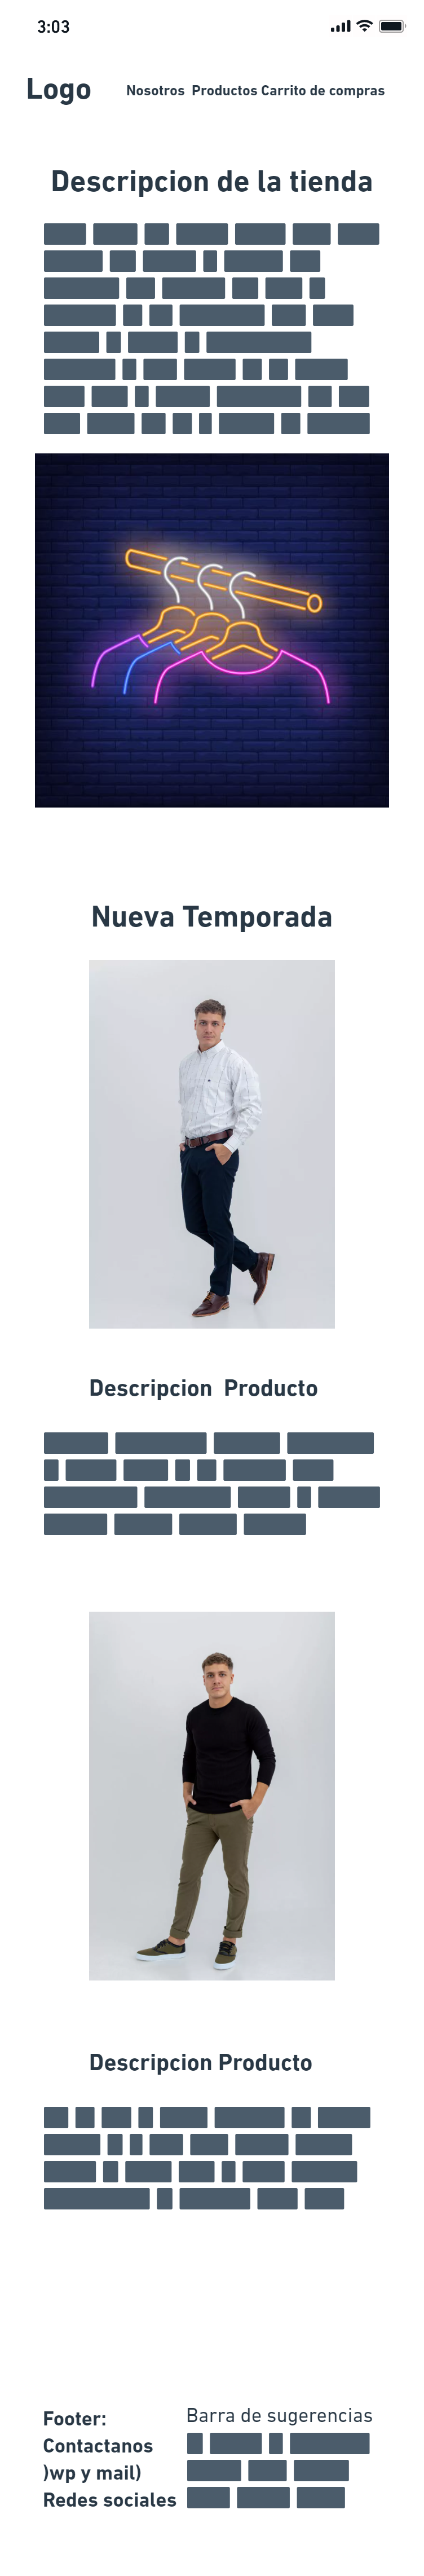 3:03
Logo
Nosotros Productos Carrito de compras
Descripcion de la tienda
Nueva Temporada
Descripcion Producto
Descripcion Producto
Footer:
Contactanos
)wp y mail)
Redes sociales
Barra de sugerencias